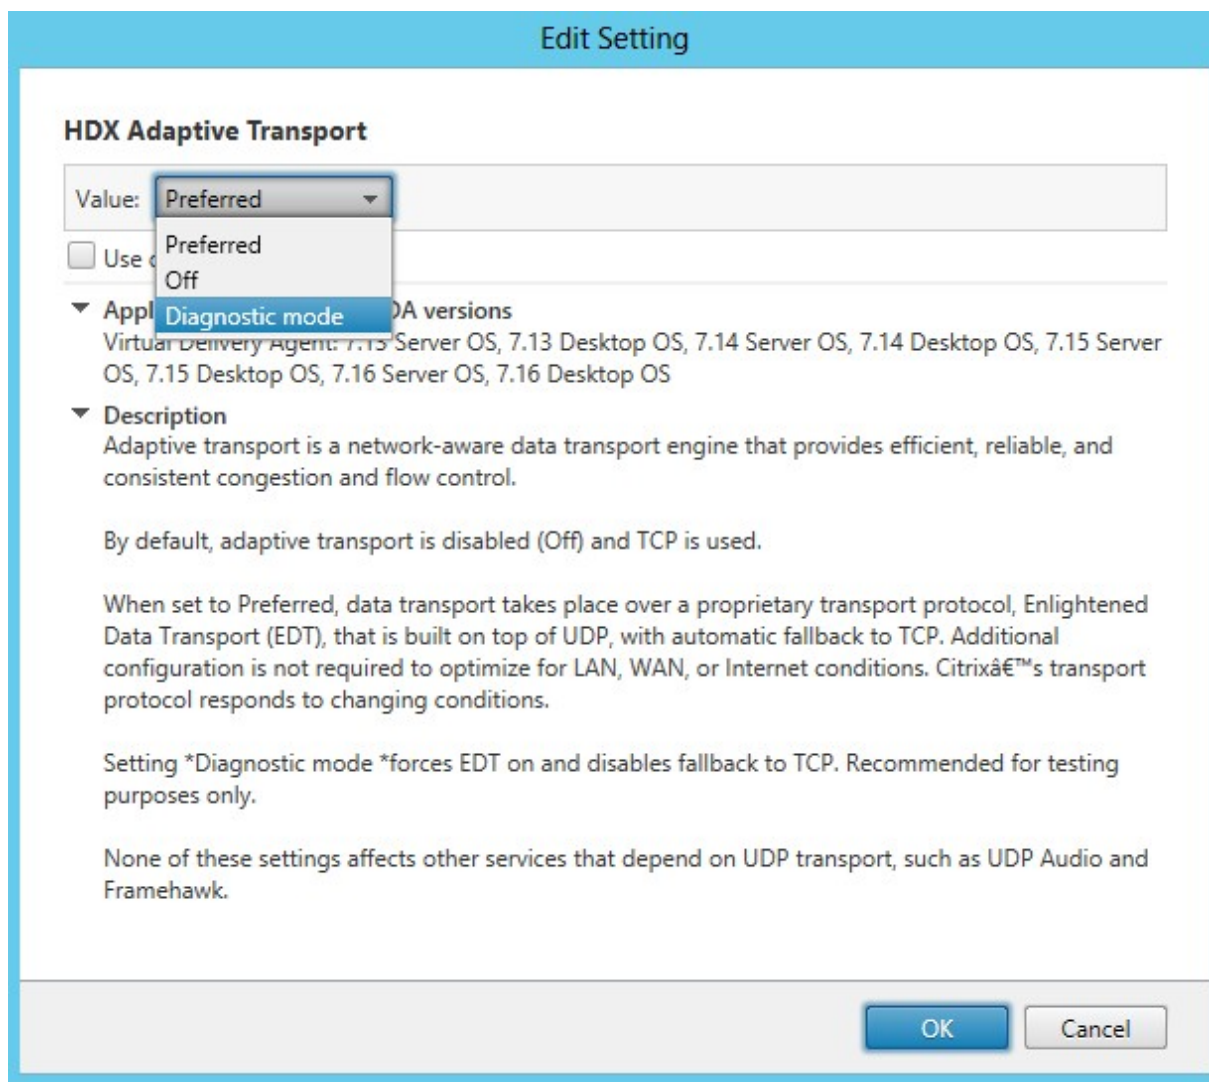 Edit Setting
HDX Adaptive Transport
Value: Preferred
Preferred
Use
Off
Diagnostic mode
Appl DA versions
Virtual Delivery Agent: 7.13 Server OS, 7.13 Desktop OS, 7.14 Server OS, 7.14 Desktop OS, 7.15 Server
OS, 7.15 Desktop OS, 7.16 Server OS, 7.16 Desktop OS
Description
Adaptive transport is a network-aware data transport engine that provides efficient, reliable, and
consistent congestion and flow control.
By default, adaptive transport is disabled (Off) and TCP is used.
When set to Preferred, data transport takes place over a proprietary transport protocol, Enlightened
Data Transport (EDT), that is built on top of UDP, with automatic fallback to TCP. Additional
configuration is not required to optimize for LAN, WAN, or Internet conditions. Citrixâ€™s transport
protocol responds to changing conditions.
Setting *Diagnostic mode *forces EDT on and disables fallback to TCP. Recommended for testing
purposes only.
None of these settings affects other services that depend on UDP transport, such as UDP Audio and
Framehawk.
OK Cancel